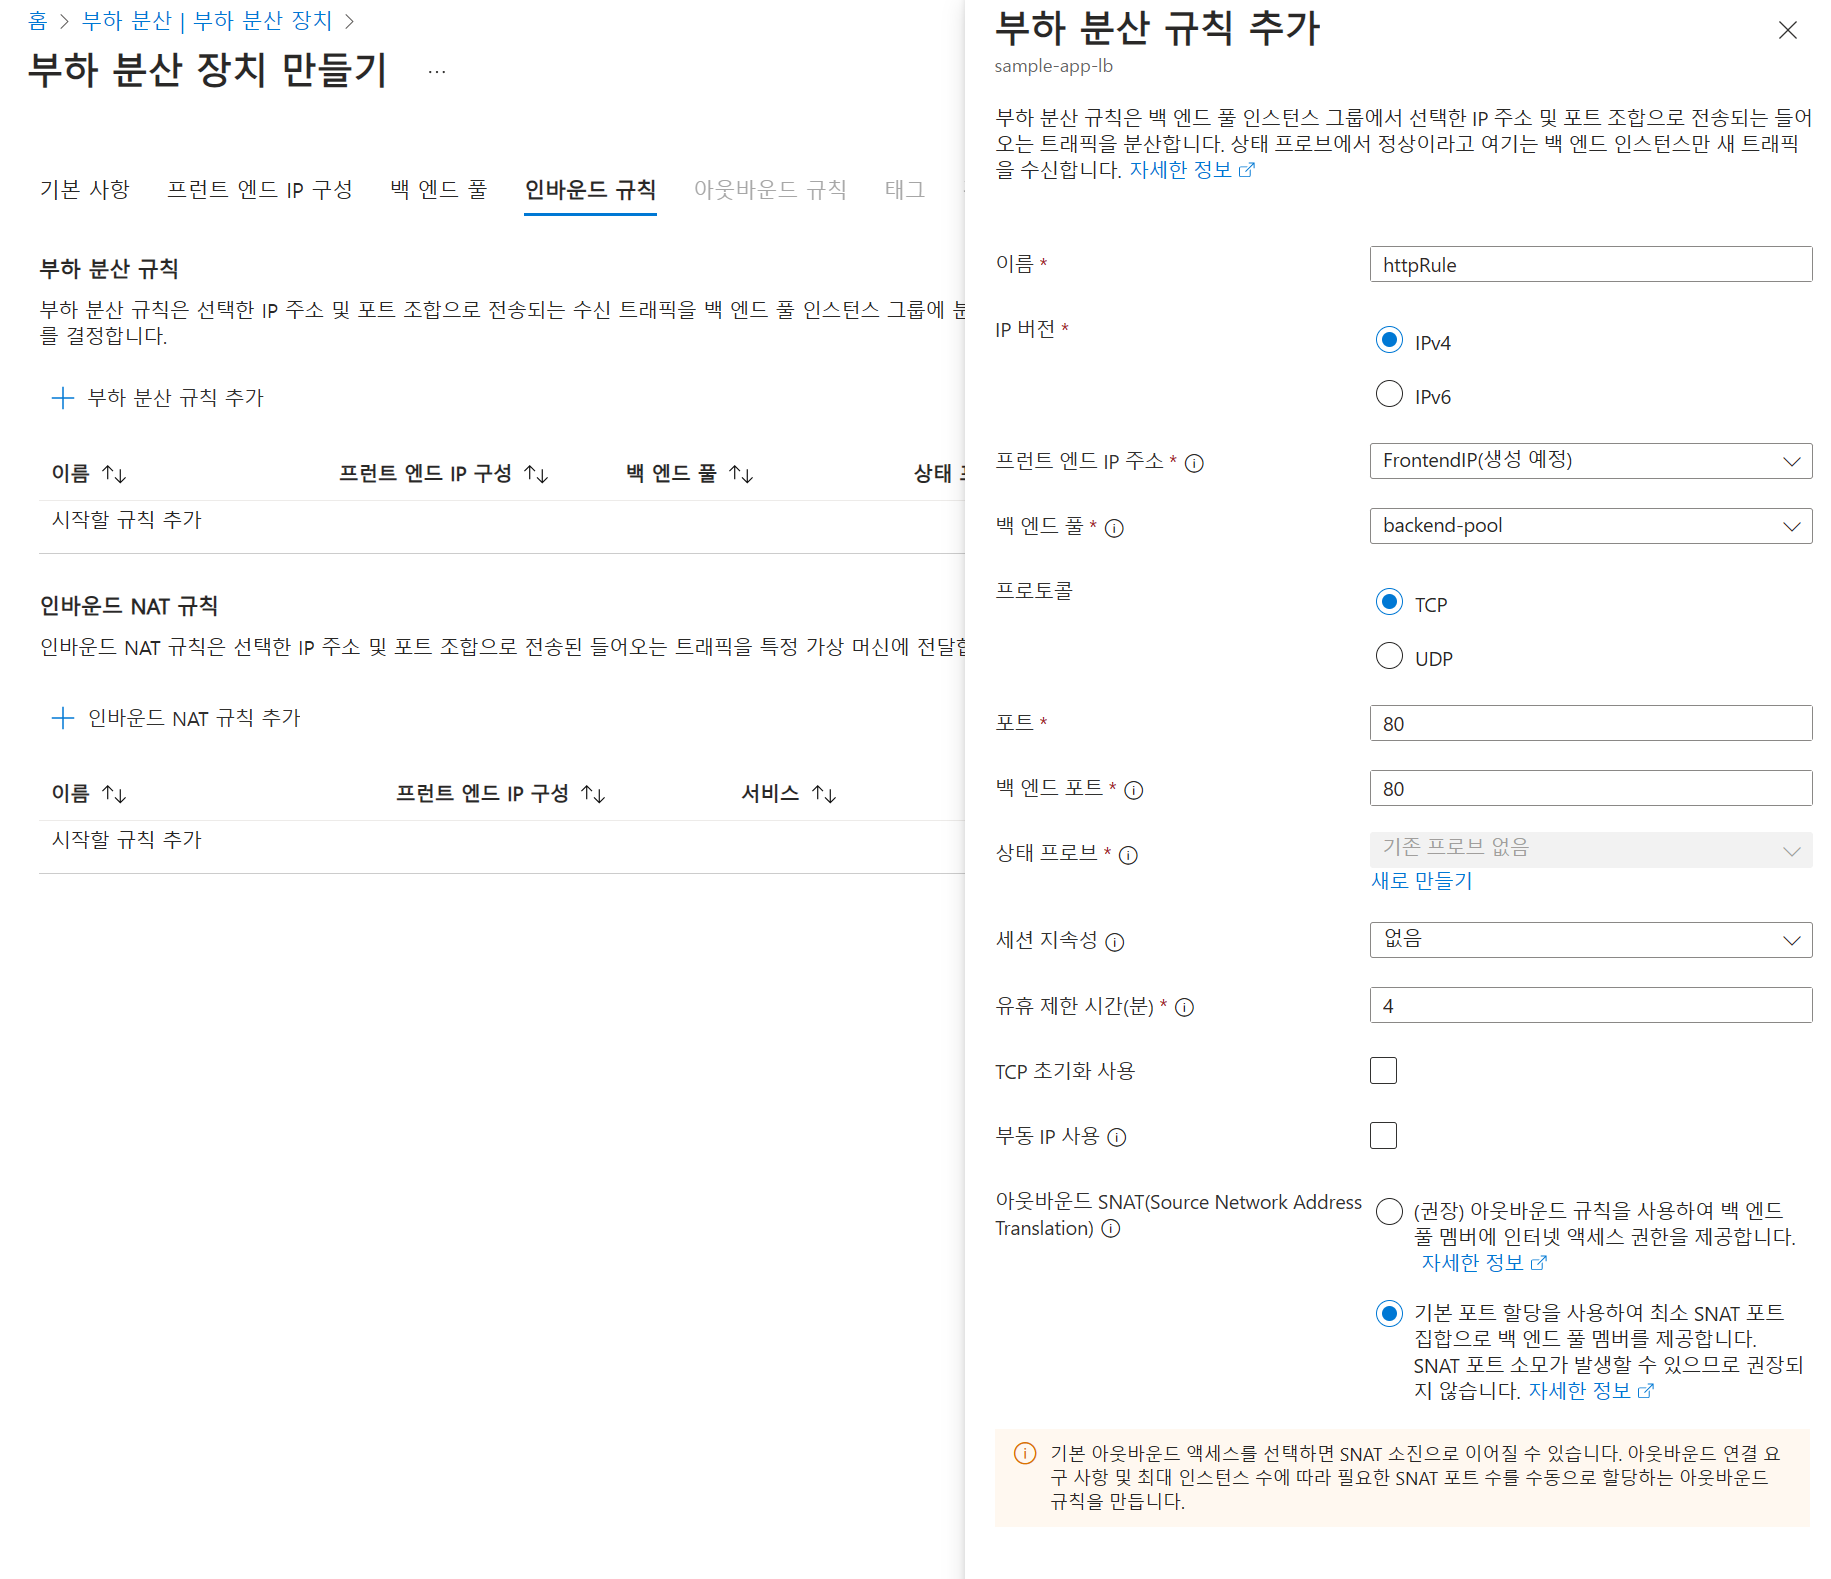 홈 > 부하 분산 | 부하 분산 장치 >
부하 분산 장치 만들기 ...
기본 사항 프런트 엔드 IP 구성 백 엔드 풀 인바운드 규칙 아웃바운드 규칙 태그
부하 분산 규칙
부하 분산 규칙은 선택한 IP 주소 및 포트 조합으로 전송되는 수신 트래픽을 백 엔드 풀 인스턴스 그룹에
를 결정합니다.
부하 분산 규칙 추가
이름 ↑↓ 프런트 엔드 IP 구성 ↑↓ 백 엔드 풀 ↑↓ 상태
시작할 규칙 추가
인바운드 NAT 규칙
인바운드 NAT 규칙은 선택한 IP 주소 및 포트 조합으로 전송된 들어오는 트래픽을 특정 가상 머신에
인바운드 NAT 규칙 추가
이름 ↑↓ 프런트 엔드 IP 구성 ↑↓ 서비스 ↑↓
시작할 규칙 추가
부하 분산 규칙 추가
sample-app-lb
부하 분산 규칙은 백 엔드 풀 인스턴스 그룹에서 선택한 IP 주소 및 포트 조합으로 전송되는 들어
오는 트래픽을 분산합니다. 상태 프로브에서 정상이라고 여기는 백 엔드 인스턴스만 새 트래픽
을 수신합니다. 자세한 정보
이름 * httpRule
IP 버전 *
IPv4
IPv6
프런트 엔드 IP 주소 * FrontendIP(생성 예정)
백 엔드 풀 * backend-pool
프로토콜
TCP
UDP
포트 * 80
백 엔드 포트 * 80
상태 프로브 * 기존 프로브 없음
새로 만들기
세션 지속성 없음
유휴 제한 시간(분) * 4
TCP 초기화 사용
부동 IP 사용
아웃바운드 SNAT(Source Network Address
Translation)
(권장) 아웃바운드 규칙을 사용하여 백 엔드
풀 멤버에 인터넷 액세스 권한을 제공합니다.
자세한 정보
기본 포트 할당을 사용하여 최소 SNAT 포트
집합으로 백 엔드 풀 멤버를 제공합니다.
SNAT 포트 소모가 발생할 수 있으므로 권장되
지 않습니다. 자세한 정보
기본 아웃바운드 액세스를 선택하면 SNAT 소진으로 이어질 수 있습니다. 아웃바운드 연결 요
구 사항 및 최대 인스턴스 수에 따라 필요한 SNAT 포트 수를 수동으로 할당하는 아웃바운드
규칙을 만듭니다.